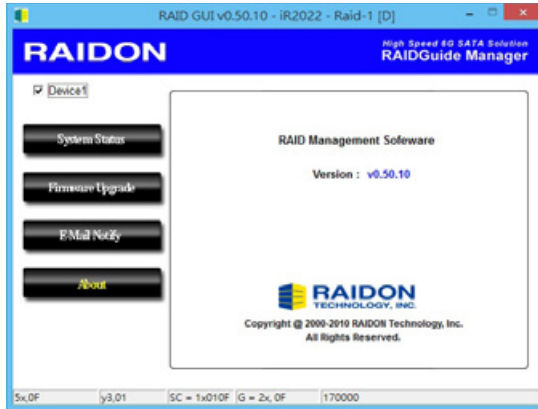 RAID GUI v0.50.10 - iR2022 - Raid-1 [D]
RAIDON
High Speed 6G SATA Solution
RAIDGuide Manager
Device1
System Status
Firmware Upgrade
E-Mail Notify
About
RAID Management Sofeware
Version : v0.50.10
RAIDON
TECHNOLOGY, INC.
Copyright @ 2000-2010 RAIDON Technology, Inc.
All Rights Reserved.
5x,0F y3,01 SC = 1x010F G = 2x, 0F 170000